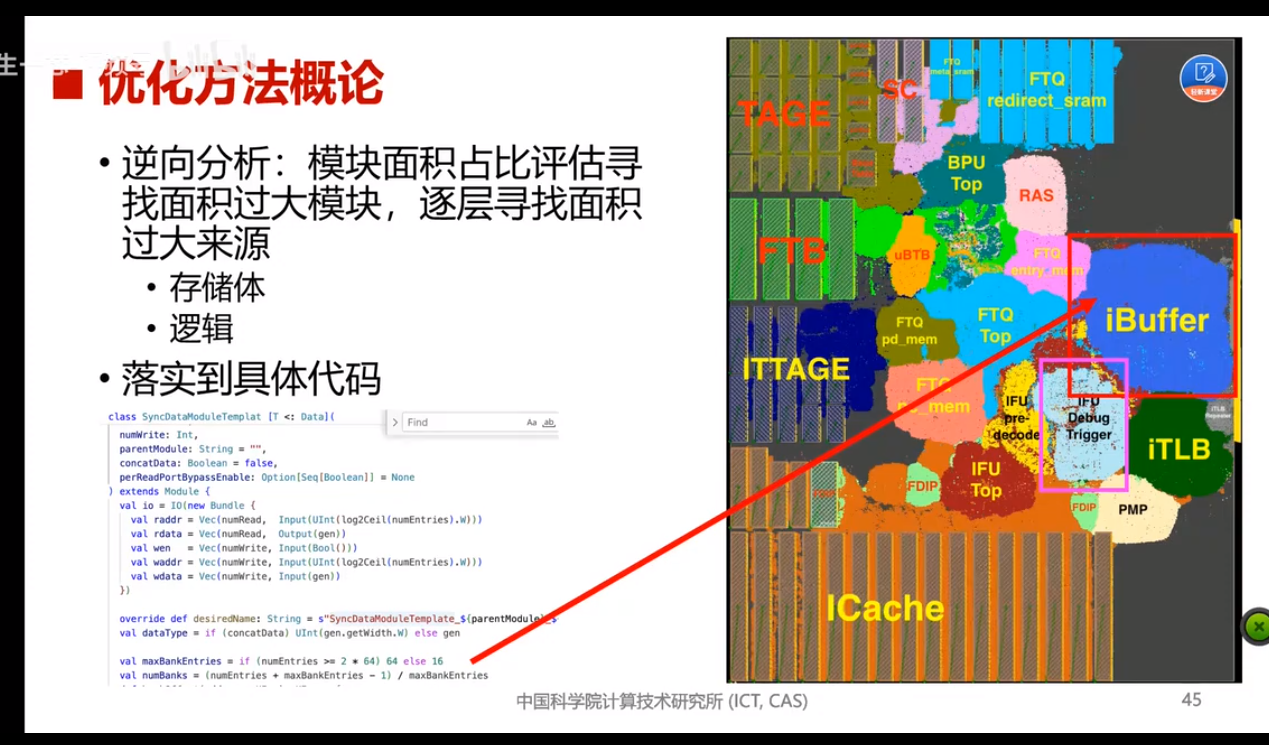 优化方法概论
• 逆向分析：模块面积占比评估寻
找面积过大模块，逐层寻找面积
过大来源
• 存储体
• 逻辑
• 落实到具体代码
class SyncDataModuleTemplat [T <: Data](
Find
Aa
ab
numWrite: Int,
parentModule: String = "",
concatData: Boolean = false,
perReadPortBypassEnable: Option[Seq[Boolean]] = None
) extends Module {
val io = IO(new Bundle {
val raddr = Vec(numRead, Input(UInt(log2Ceil(numEntries).W)))
val rdata = Vec(numRead, Output(gen))
val wen = Vec(numWrite, Input(Bool()))
val waddr = Vec(numWrite, Input(UInt(log2Ceil(numEntries).W)))
val wdata = Vec(numWrite, Input(gen))
})
override def desiredName: String = s"SyncDataModuleTemplate_${parentModule}_$
val dataType = if (concatData) UInt(gen.getWidth.W) else gen
val maxBankEntries = if (numEntries >= 2 * 64) 64 else 16
val numBanks = (numEntries + maxBankEntries - 1) / maxBankEntries
TAGE
SC
FTQ
meta_sram
FTQ
redirect_sram
BPU
Top
RAS
FTB
uBTB
FTQ
entry_mem
iBuffer
FTQ
pd_mem
FTQ
Top
ITTAGE
FTQ
pc_mem
IFU
pre-
decode
IFU
Debug
Trigger
ITLB
Repeater
iTLB
IFU
Top
FDIP
FDIP
PMP
ICache
中国科学院计算技术研究所 (ICT, CAS)
45